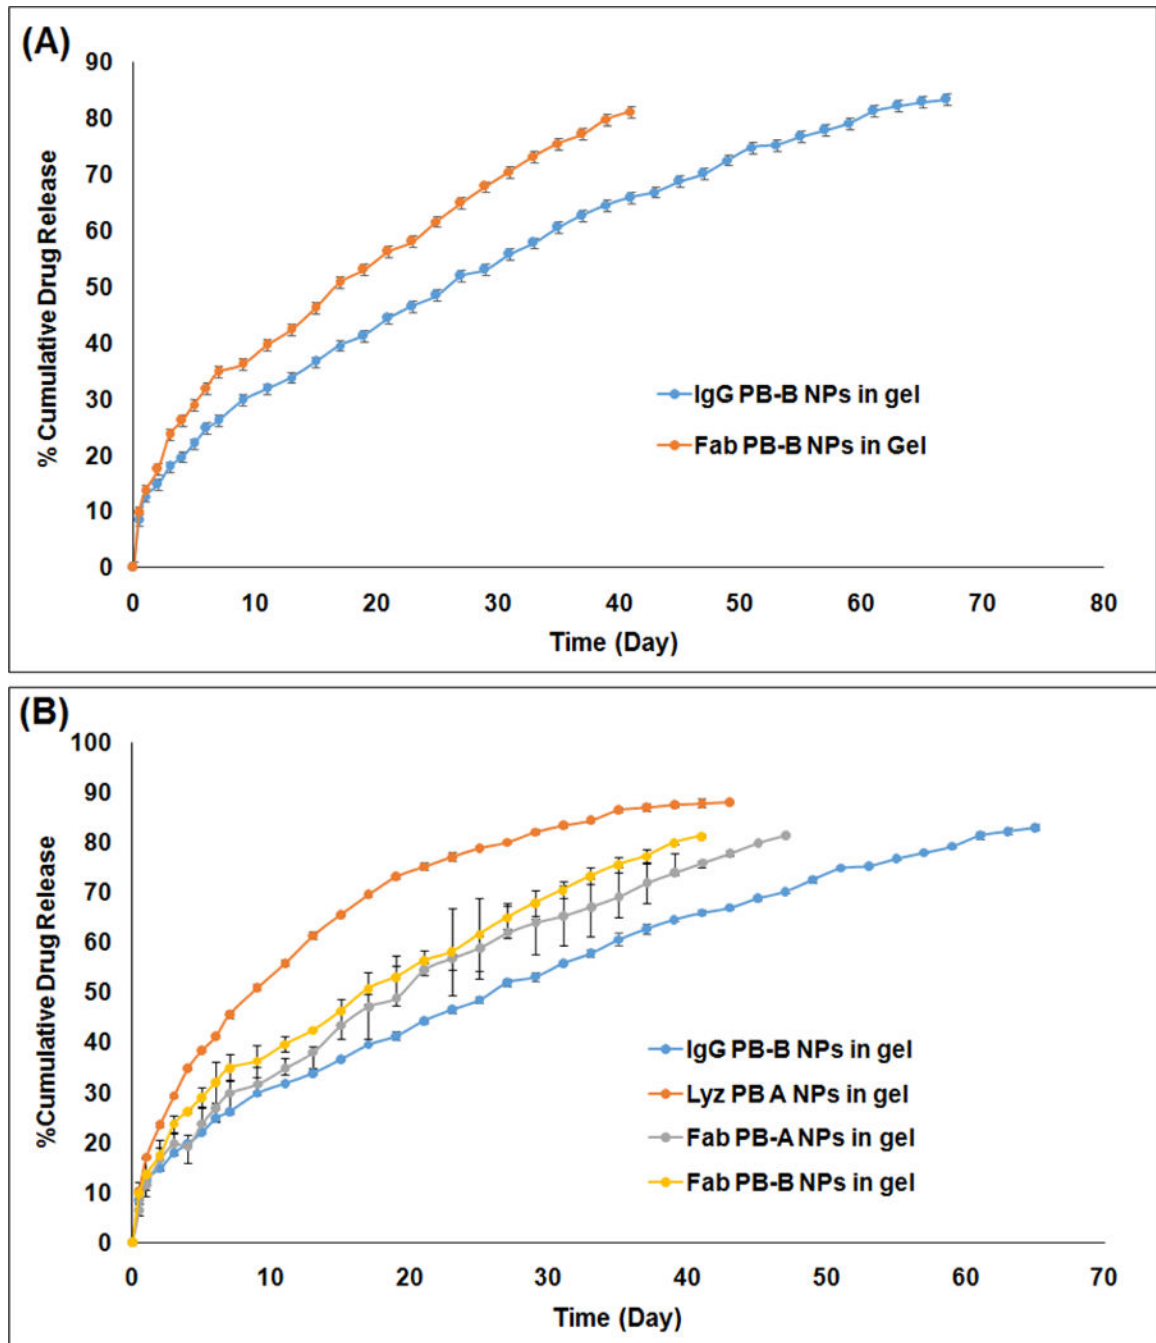 (A)
90
80
70
60
50
40
30
20
10
0
% Cumulative Drug Release
IgG PB-B NPs in gel
Fab PB-B NPs in Gel
0 10 20 30 40 50 60 70 80
Time (Day)
(B)
100
90
80
70
60
50
40
30
20
10
0
%Cumulative Drug Release
IgG PB-B NPs in gel
Lyz PB A NPs in gel
Fab PB-A NPs in gel
Fab PB-B NPs in gel
0 10 20 30 40 50 60 70
Time (Day)